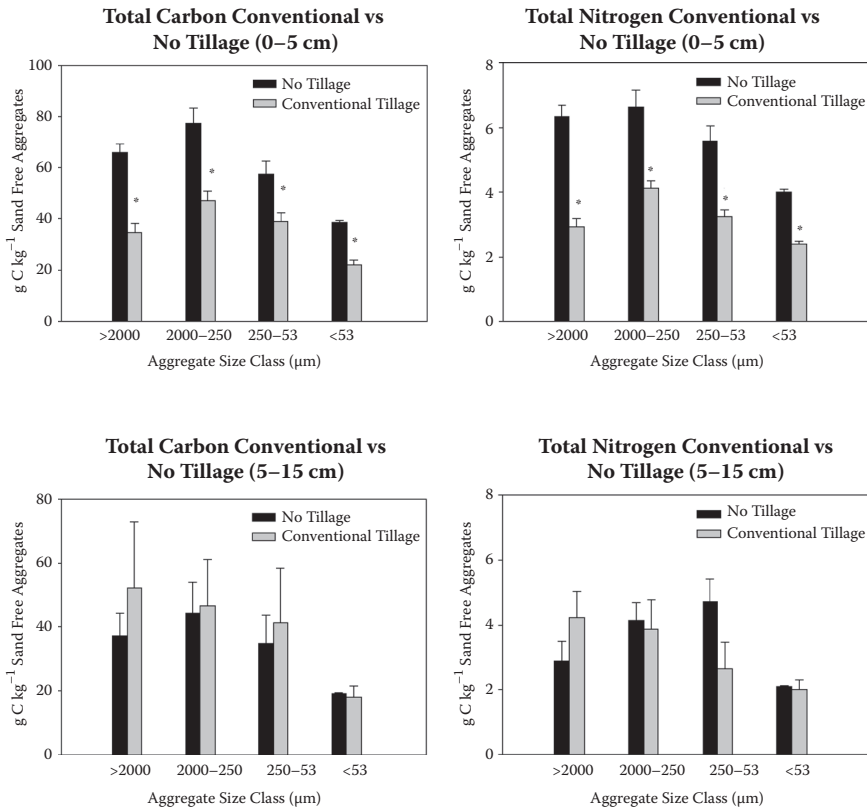 Total Carbon Conventional vs
No Tillage (0–5 cm)
100
80
60
40
20
0
g C kg−1 Sand Free Aggregates
No Tillage
Conventional Tillage
*
*
*
*
>2000
2000–250
250–53
<53
Aggregate Size Class (µm)
Total Nitrogen Conventional vs
No Tillage (0–5 cm)
8
6
4
2
0
g C kg−1 Sand Free Aggregates
No Tillage
Conventional Tillage
*
*
*
*
>2000
2000–250
250–53
<53
Aggregate Size Class (µm)
Total Carbon Conventional vs
No Tillage (5–15 cm)
80
60
40
20
0
g C kg−1 Sand Free Aggregates
No Tillage
Conventional Tillage
>2000
2000–250
250–53
<53
Aggregate Size Class (µm)
Total Nitrogen Conventional vs
No Tillage (5–15 cm)
8
6
4
2
0
g C kg−1 Sand Free Aggregates
No Tillage
Conventional Tillage
>2000
2000–250
250–53
<53
Aggregate Size Class (µm)